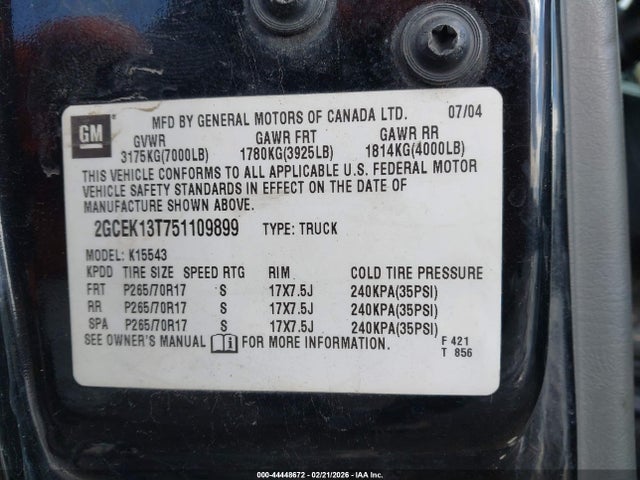 MFD BY GENERAL MOTORS OF CANADA LTD. 07/04
GM
GVWR GAWR FRT GAWR RR
3175KG(7000LB) 1780KG(3925LB) 1814KG(4000LB)
THIS VEHICLE CONFORMS TO ALL APPLICABLE U.S. FEDERAL MOTOR
VEHICLE SAFETY STANDARDS IN EFFECT ON THE DATE OF
MANUFACTURE SHOWN ABOVE.
2GCEK13T751109899 TYPE: TRUCK
MODEL: K15543
KPDD TIRE SIZE SPEED RTG RIM COLD TIRE PRESSURE
FRT P265/70R17 S 17X7.5J 240KPA(35PSI)
RR P265/70R17 S 17X7.5J 240KPA(35PSI)
SPA P265/70R17 S 17X7.5J 240KPA(35PSI)
SEE OWNER'S MANUAL FOR MORE INFORMATION. F 421
T 856
000-44448672 - 02/21/2026 - IAA Inc.